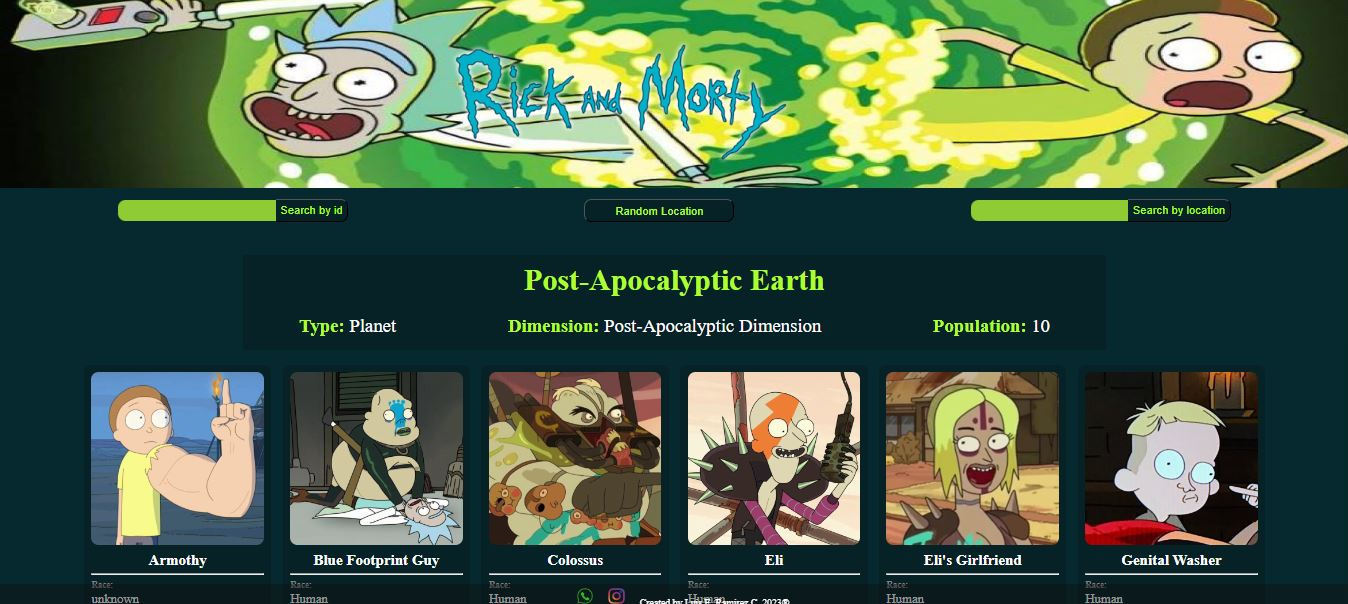 Rick and Morty
Search by id
Random Location
Search by location
Post-Apocalyptic Earth
Type: Planet
Dimension: Post-Apocalyptic Dimension
Population: 10
Armothy
Blue Footprint Guy
Colossus
Eli
Eli's Girlfriend
Genital Washer
Race:
Race:
Race:
Race:
Race:
Race:
unknown
Human
Human
Human
Human
Human
Created by Luis F. Ramirez C. 2023®